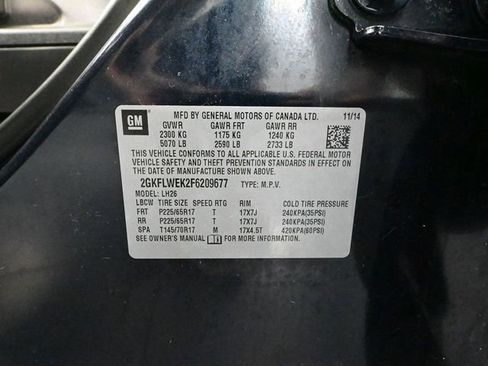 GM
MFD BY GENERAL MOTORS OF CANADA LTD. 11/14
GVWR GAWR FRT GAWR RR
2300 KG 1175 KG 1240 KG
5070 LB 2590 LB 2733 LB
THIS VEHICLE CONFORMS TO ALL APPLICABLE U.S. FEDERAL MOTOR
VEHICLE SAFETY AND THEFT PREVENTION STANDARDS IN EFFECT ON
THE DATE OF MANUFACTURE SHOWN ABOVE.
2GKFLWEK2F6209677 TYPE: M.P.V.
MODEL: LH26
LBCW TIRE SIZE SPEED RTG RIM COLD TIRE PRESSURE
FRT P225/65R17 T 17X7J 240KPA(35PSI)
RR P225/65R17 T 17X7J 240KPA(35PSI)
SPA T145/70R17 M 17X4.5T 420KPA(60PSI)
SEE OWNER'S MANUAL FOR MORE INFORMATION.